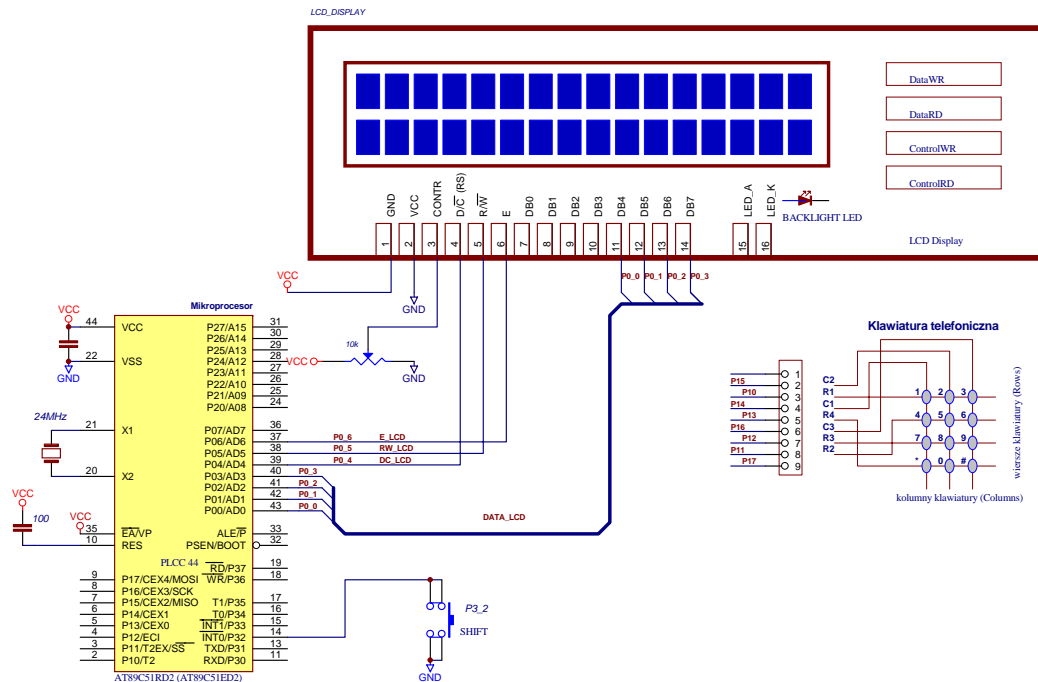 LCD_DISPLAY
DataWR
DataRD
ControlWR
ControlRD
GND
VCC
CONTR
D/C (RS)
R/W
E
DB0
DB1
DB2
DB3
DB4
DB5
DB6
DB7
LED_A
LED_K
BACKLIGHT LED
1
2
3
4
5
6
7
8
9
10
11
12
13
14
15
16
LCD Display
P0_0
P0_1
P0_2
P0_3
VCC
GND
Mikroprocesor
VCC
GND
44
VCC
22
VSS
24MHz
21
X1
20
X2
VCC
100
VCC
35
EA/VP
10
RES
PLCC 44
9
P17/CEX4/MOSI
8
P16/CEX3/SCK
7
P15/CEX2/MISO
6
P14/CEX1
5
P13/CEX0
4
P12/ECI
3
P11/T2EX/SS
2
P10/T2
P27/A15
31
P26/A14
30
P25/A13
29
P24/A12
28
P23/A11
27
P22/A10
26
P21/A09
25
P20/A08
24
P07/AD7
36
P06/AD6
37
P05/AD5
38
P04/AD4
39
P03/AD3
40
P02/AD2
41
P01/AD1
42
P00/AD0
43
ALE/P
33
PSEN/BOOT
32
RD/P37
19
WR/P36
18
T1/P35
17
T0/P34
16
INT1/P33
15
INT0/P32
14
TXD/P31
13
RXD/P30
11
AT89C51RD2 (AT89C51ED2)
VCC
10k
GND
P0_6
E_LCD
P0_5
RW_LCD
P0_4
DC_LCD
P0_3
P0_2
P0_1
P0_0
DATA_LCD
P3_2
SHIFT
GND
Klawiatura telefoniczna
P15
P10
P14
P13
P16
P12
P11
P17
1
2
3
4
5
6
7
8
9
C2
R1
C1
R4
C3
R3
R2
1 2 3
4 5 6
7 8 9
* 0 #
wiersze klawiatury (Rows)
kolumny klawiatury (Columns)